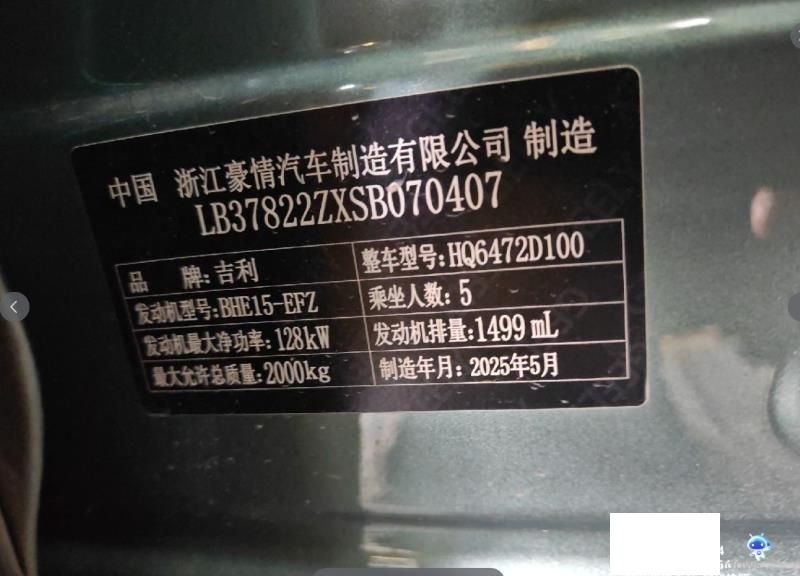 中国 浙江豪情汽车制造有限公司 制造
LB37822ZXSB070407
品 牌:吉利 整车型号:HQ6472D100
发动机型号:BHE15-EFZ 乘坐人数:5
发动机最大净功率:128kW 发动机排量:1499mL
最大允许总质量:2000kg 制造年月:2025年5月